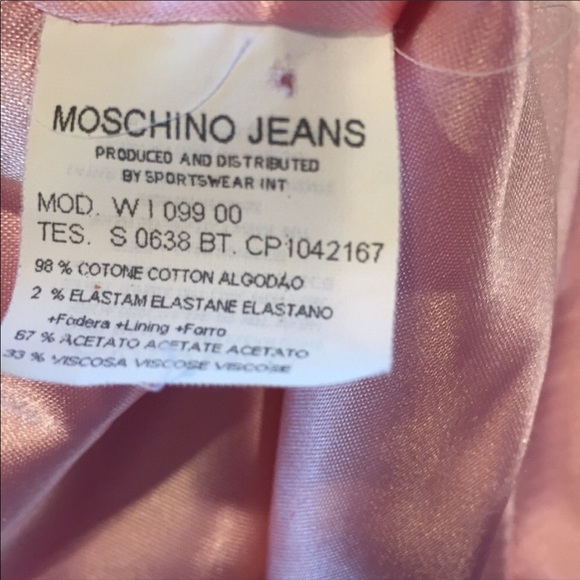 MOSCHINO JEANS
PRODUCED AND DISTRIBUTED
BY SPORTSWEAR INT
MOD. W I 099 00
TES. S 0638 BT. CP1042167
98 % COTONE COTTON ALGODÃO
2 % ELASTAM ELASTANE ELASTANO
+Fodera +Lining +Forro
67 % ACETATO ACETATE ACETATO
33 % VISCOSA VISCOSE VISCOSE